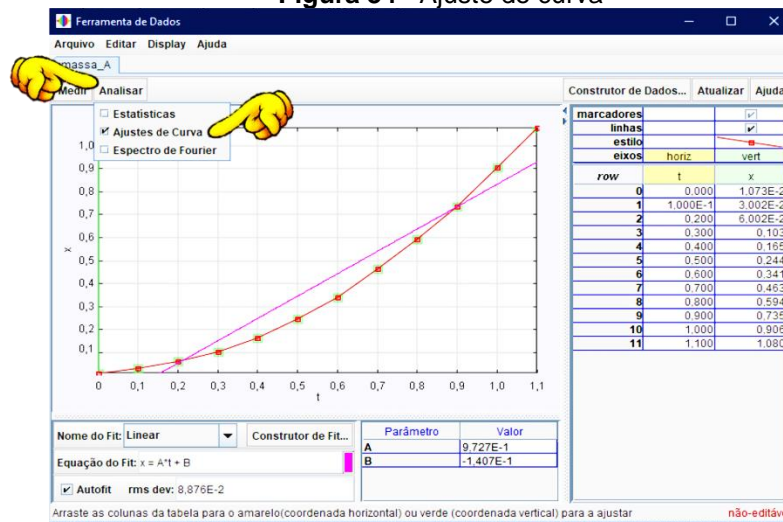 Ferramenta de Dados
Arquivo Editar Display Ajuda
massa_A
Medir Analisar
Construtor de Dados... Atualizar Ajuda
Estatísticas
Ajustes de Curva
Espectro de Fourier
1,0
0,9
0,8
0,7
0,6
0,5
0,4
0,3
0,2
0,1
x
0 0,1 0,2 0,3 0,4 0,5 0,6 0,7 0,8 0,9 1,0 1,1
t
marcadores
linhas
estilo
eixos horiz vert
row t x
0 0.000 1.073E-2
1 1.000E-1 3.002E-2
2 0.200 6.002E-2
3 0.300 0,103
4 0.400 0,165
5 0.500 0,244
6 0.600 0,341
7 0.700 0,463
8 0.800 0,594
9 0.900 0,735
10 1.000 0,906
11 1,100 1,080
Nome do Fit: Linear Construtor de Fit...
Equação do Fit: x = A*t + B
Autofit rms dev: 8,876E-2
Parâmetro Valor
A 9,727E-1
B -1,407E-1
Arraste as colunas da tabela para o amarelo(coordenada horizontal) ou verde (coordenada vertical) para a ajustar